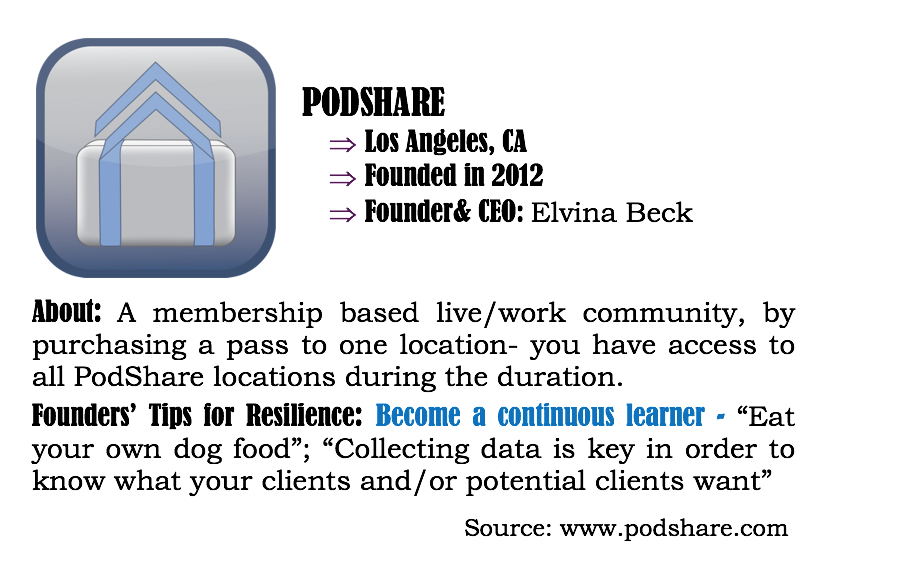 PODSHARE
⇒ Los Angeles, CA
⇒ Founded in 2012
⇒ Founder& CEO: Elvina Beck
About: A membership based live/work community, by
purchasing a pass to one location- you have access to
all PodShare locations during the duration.
Founders’ Tips for Resilience: Become a continuous learner - “Eat
your own dog food”; “Collecting data is key in order to
know what your clients and/or potential clients want”
Source: www.podshare.com